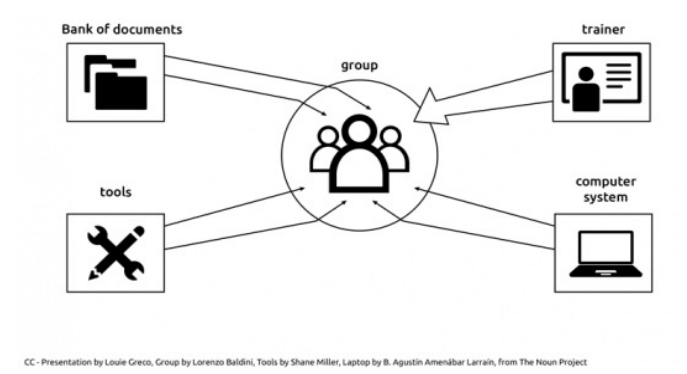 Bank of documents
trainer
group
tools
computer
system
CC - Presentation by Louie Greco, Group by Lorenzo Baldini, Tools by Shane Miller, Laptop by B. Agustín Amenábar Larraín, from The Noun Project